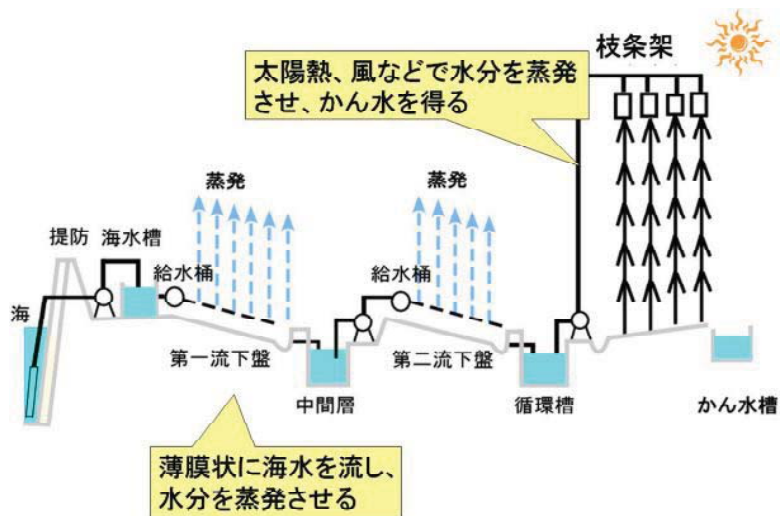 枝条架
太陽熱、風などで水分を蒸発
させ、かん水を得る
蒸発
蒸発
提防
海水槽
給水桶
給水桶
海
第一流下盤
第二流下盤
中間層
循環槽
かん水槽
薄膜状に海水を流し、
水分を蒸発させる